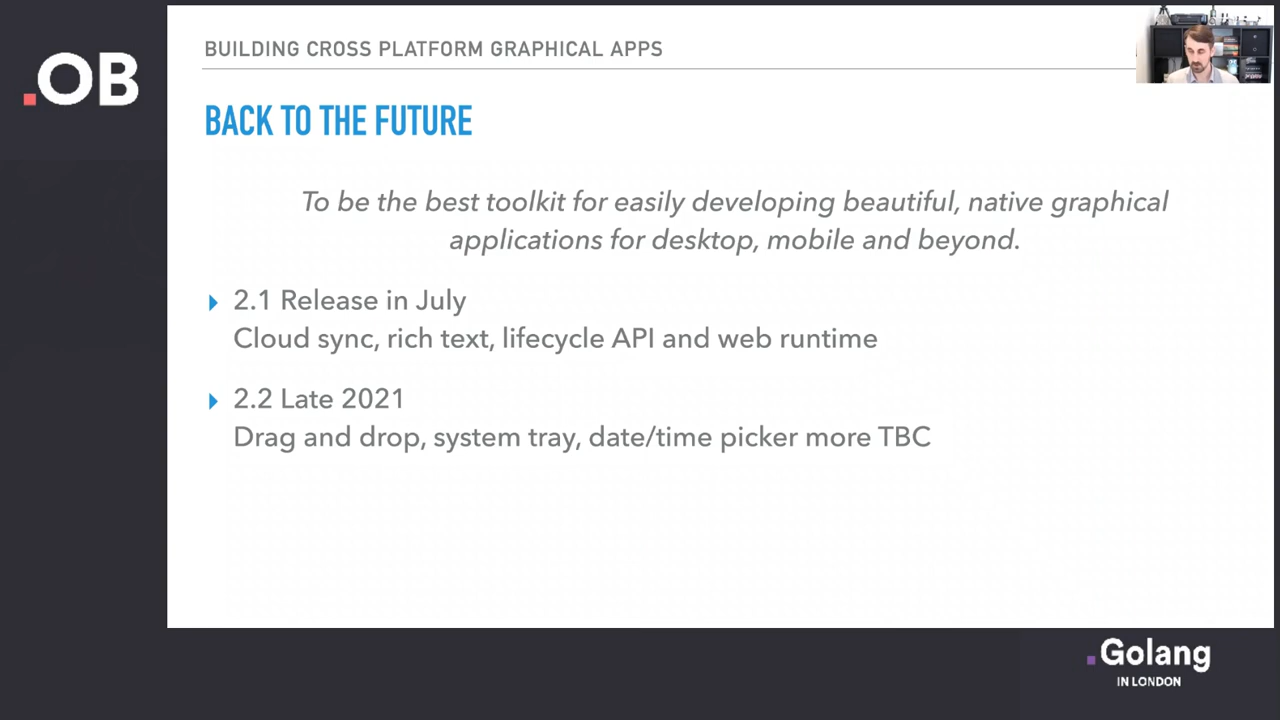 .OB
BUILDING CROSS PLATFORM GRAPHICAL APPS
BACK TO THE FUTURE
To be the best toolkit for easily developing beautiful, native graphical
applications for desktop, mobile and beyond.
2.1 Release in July
Cloud sync, rich text, lifecycle API and web runtime
2.2 Late 2021
Drag and drop, system tray, date/time picker more TBC
.Golang
IN LONDON